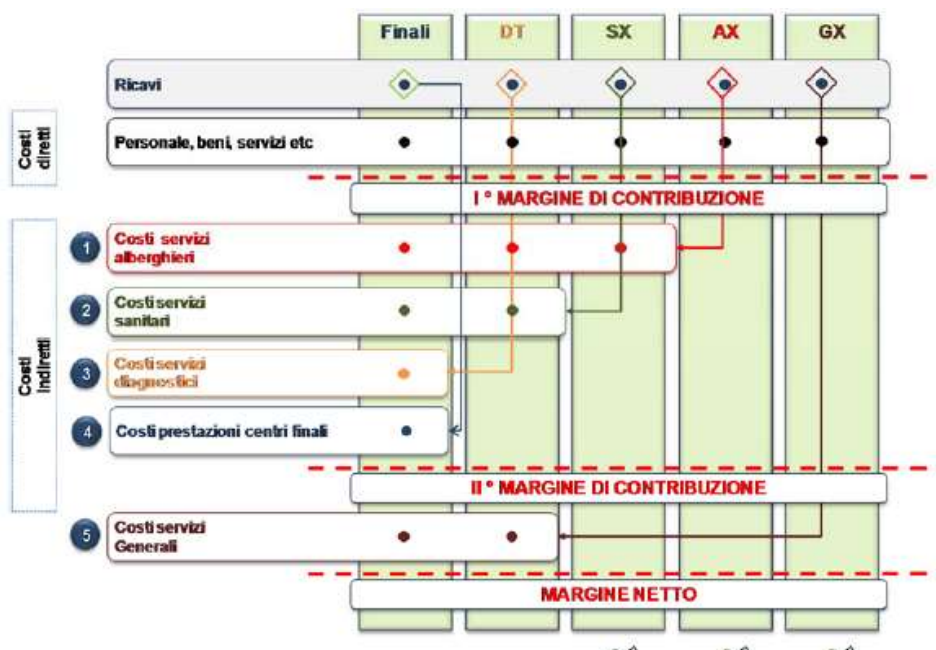 Finali DT SX AX GX
Ricavi
Costi
diretti
Personale, beni, servizi etc
I ° MARGINE DI CONTRIBUZIONE
1
Costi servizi
alberghieri
2
Costi servizi
sanitari
Costi
Indiretti
3
Costi servizi
diagnostici
4
Costi prestazioni centri finali
II ° MARGINE DI CONTRIBUZIONE
5
Costi servizi
Generali
MARGINE NETTO